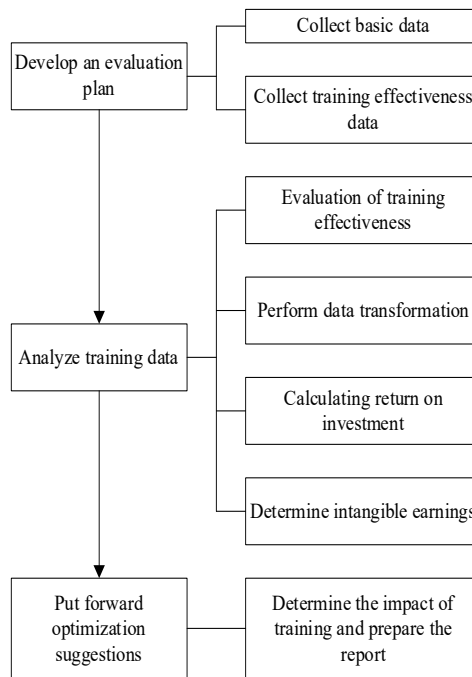 Collect basic data
Develop an evaluation
plan
Collect training effectiveness
data
Evaluation of training
effectiveness
Perform data transformation
Analyze training data
Calculating return on
investment
Determine intangible earnings
Put forward
optimization
suggestions
Determine the impact of
training and prepare the
report